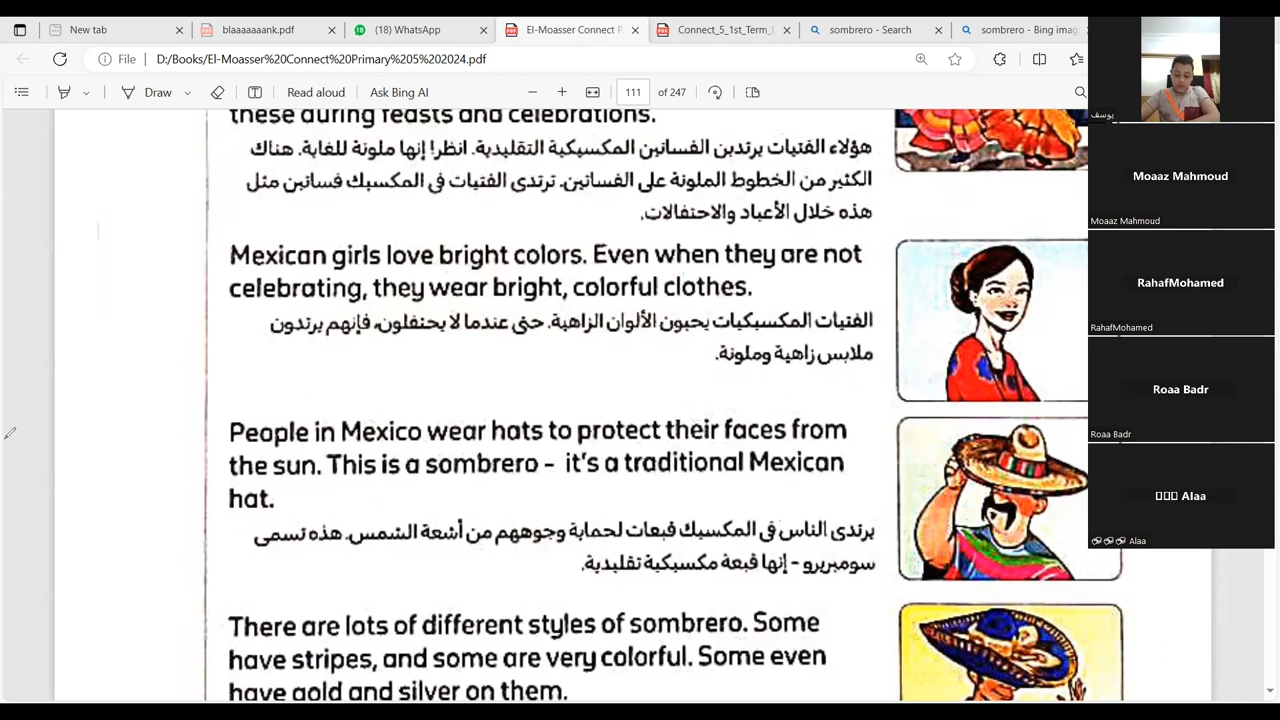 New tab
blaaaaaank.pdf
(18) WhatsApp
El-Moasser Connect P
Connect_5_1st_Term_
sombrero - Search
sombrero - Bing imag
File
D:/Books/El-Moasser%20Connect%20Primary%205%202024.pdf
Draw
Read aloud
Ask Bing AI
111 of 247
these during feasts and celebrations.
هؤلاء الفتيات يرتدين الفساتين المكسيكية التقليدية. انظر! إنها ملونة للغاية. هناك
الكثير من الخطوط الملونة على الفساتين. ترتدى الفتيات فى المكسيك فساتين مثل
هذه خلال الأعياد والاحتفالات.
Mexican girls love bright colors. Even when they are not
celebrating, they wear bright, colorful clothes.
الفتيات المكسيكيات يحبون الألوان الزاهية. حتى عندما لا يحتفلون، فإنهم يرتدون
ملابس زاهية وملونة.
People in Mexico wear hats to protect their faces from
the sun. This is a sombrero - it's a traditional Mexican
hat.
يرتدى الناس فى المكسيك قبعات لحماية وجوههم من أشعة الشمس. هذه تسمى
سومبريرو - إنها قبعة مكسيكية تقليدية.
There are lots of different styles of sombrero. Some
have stripes, and some are very colorful. Some even
have gold and silver on them.
يوسف
Moaaz Mahmoud
Moaaz Mahmoud
RahafMohamed
RahafMohamed
Roaa Badr
Roaa Badr
Alaa
Alaa